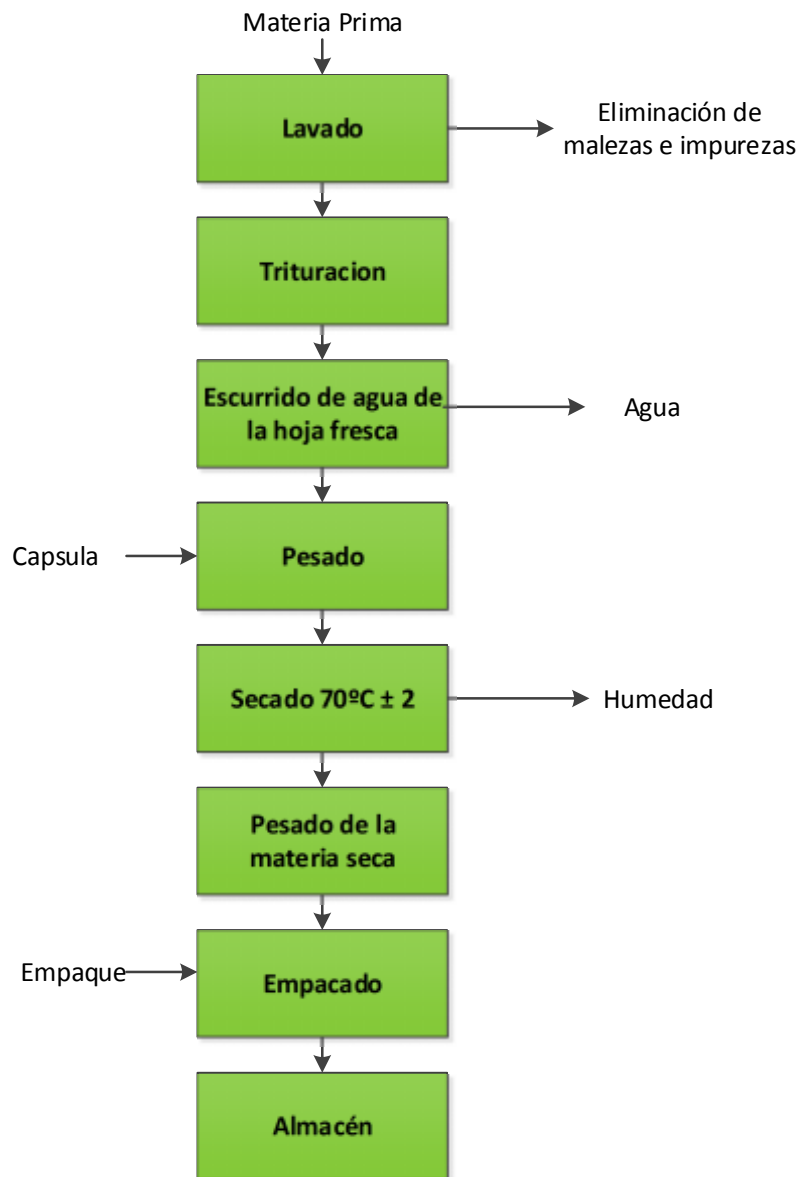 Materia Prima
Lavado
Eliminación de
malezas e impurezas
Trituracion
Escurrido de agua de
la hoja fresca
Agua
Capsula
Pesado
Secado 70ºC ± 2
Humedad
Pesado de la
materia seca
Empaque
Empacado
Almacén